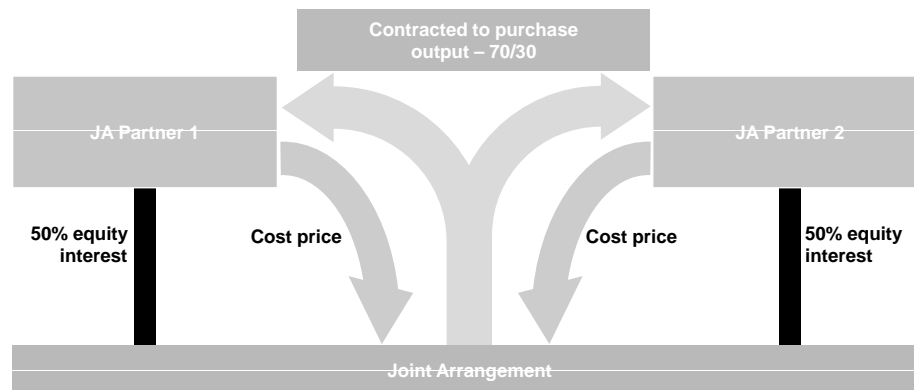 Contracted to purchase
output – 70/30
JA Partner 1
JA Partner 2
50% equity
interest
Cost price
Cost price
50% equity
interest
Joint Arrangement